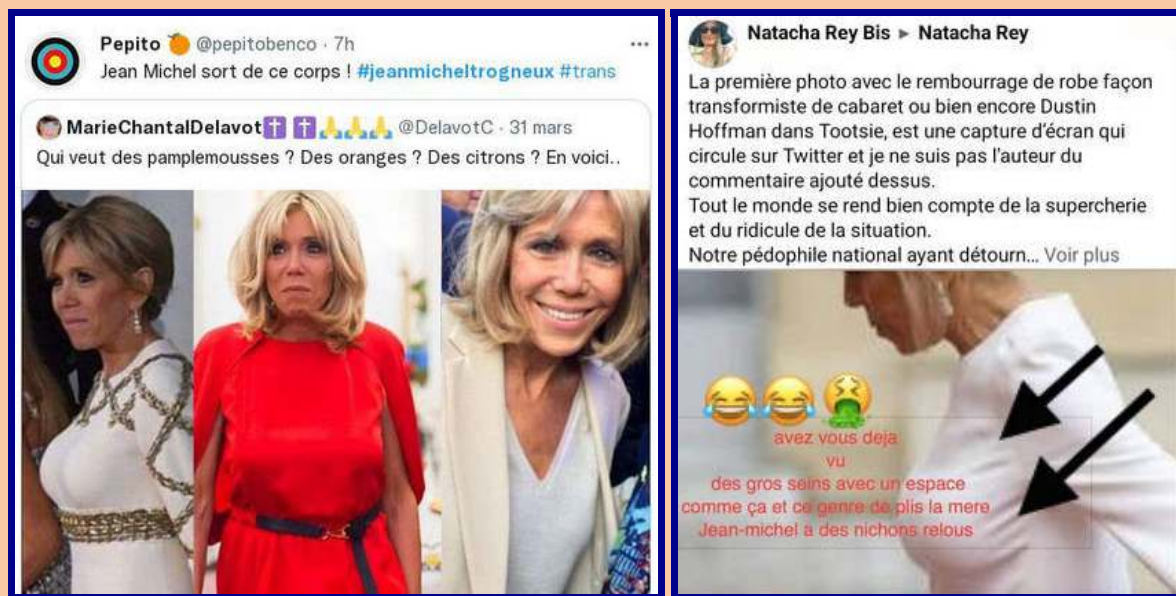 Pepito 🍊 @pepitobenco · 7h
Jean Michel sort de ce corps ! #jeanmicheltrogneux #trans
MarieChantalDelavot✝️✝️🙏🙏🙏 @DelavotC · 31 mars
Qui veut des pamplemousses ? Des oranges ? Des citrons ? En voici..
Natacha Rey Bis ▸ Natacha Rey
La première photo avec le rembourrage de robe façon
transformiste de cabaret ou bien encore Dustin
Hoffman dans Tootsie, est une capture d'écran qui
circule sur Twitter et je ne suis pas l'auteur du
commentaire ajouté dessus.
Tout le monde se rend bien compte de la supercherie
et du ridicule de la situation.
Notre pédophile national ayant détourn... Voir plus
avez vous deja
vu
des gros seins avec un espace
comme ça et ce genre de plis la mere
Jean-michel a des nichons relous